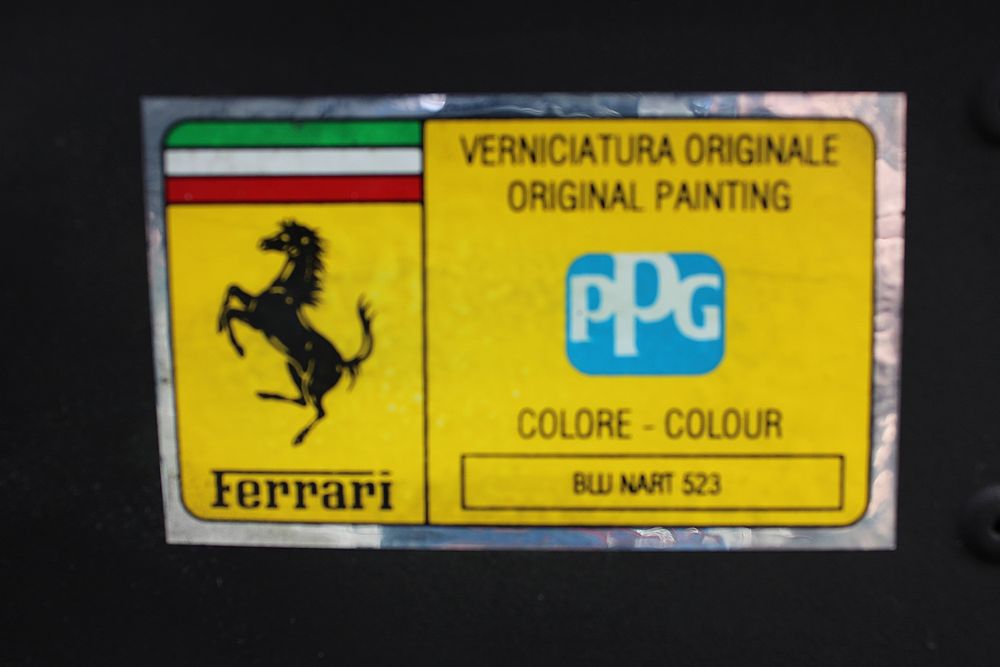 VERNICIATURA ORIGINALE
ORIGINAL PAINTING
PPG
COLORE - COLOUR
BLU NART 523
Ferrari